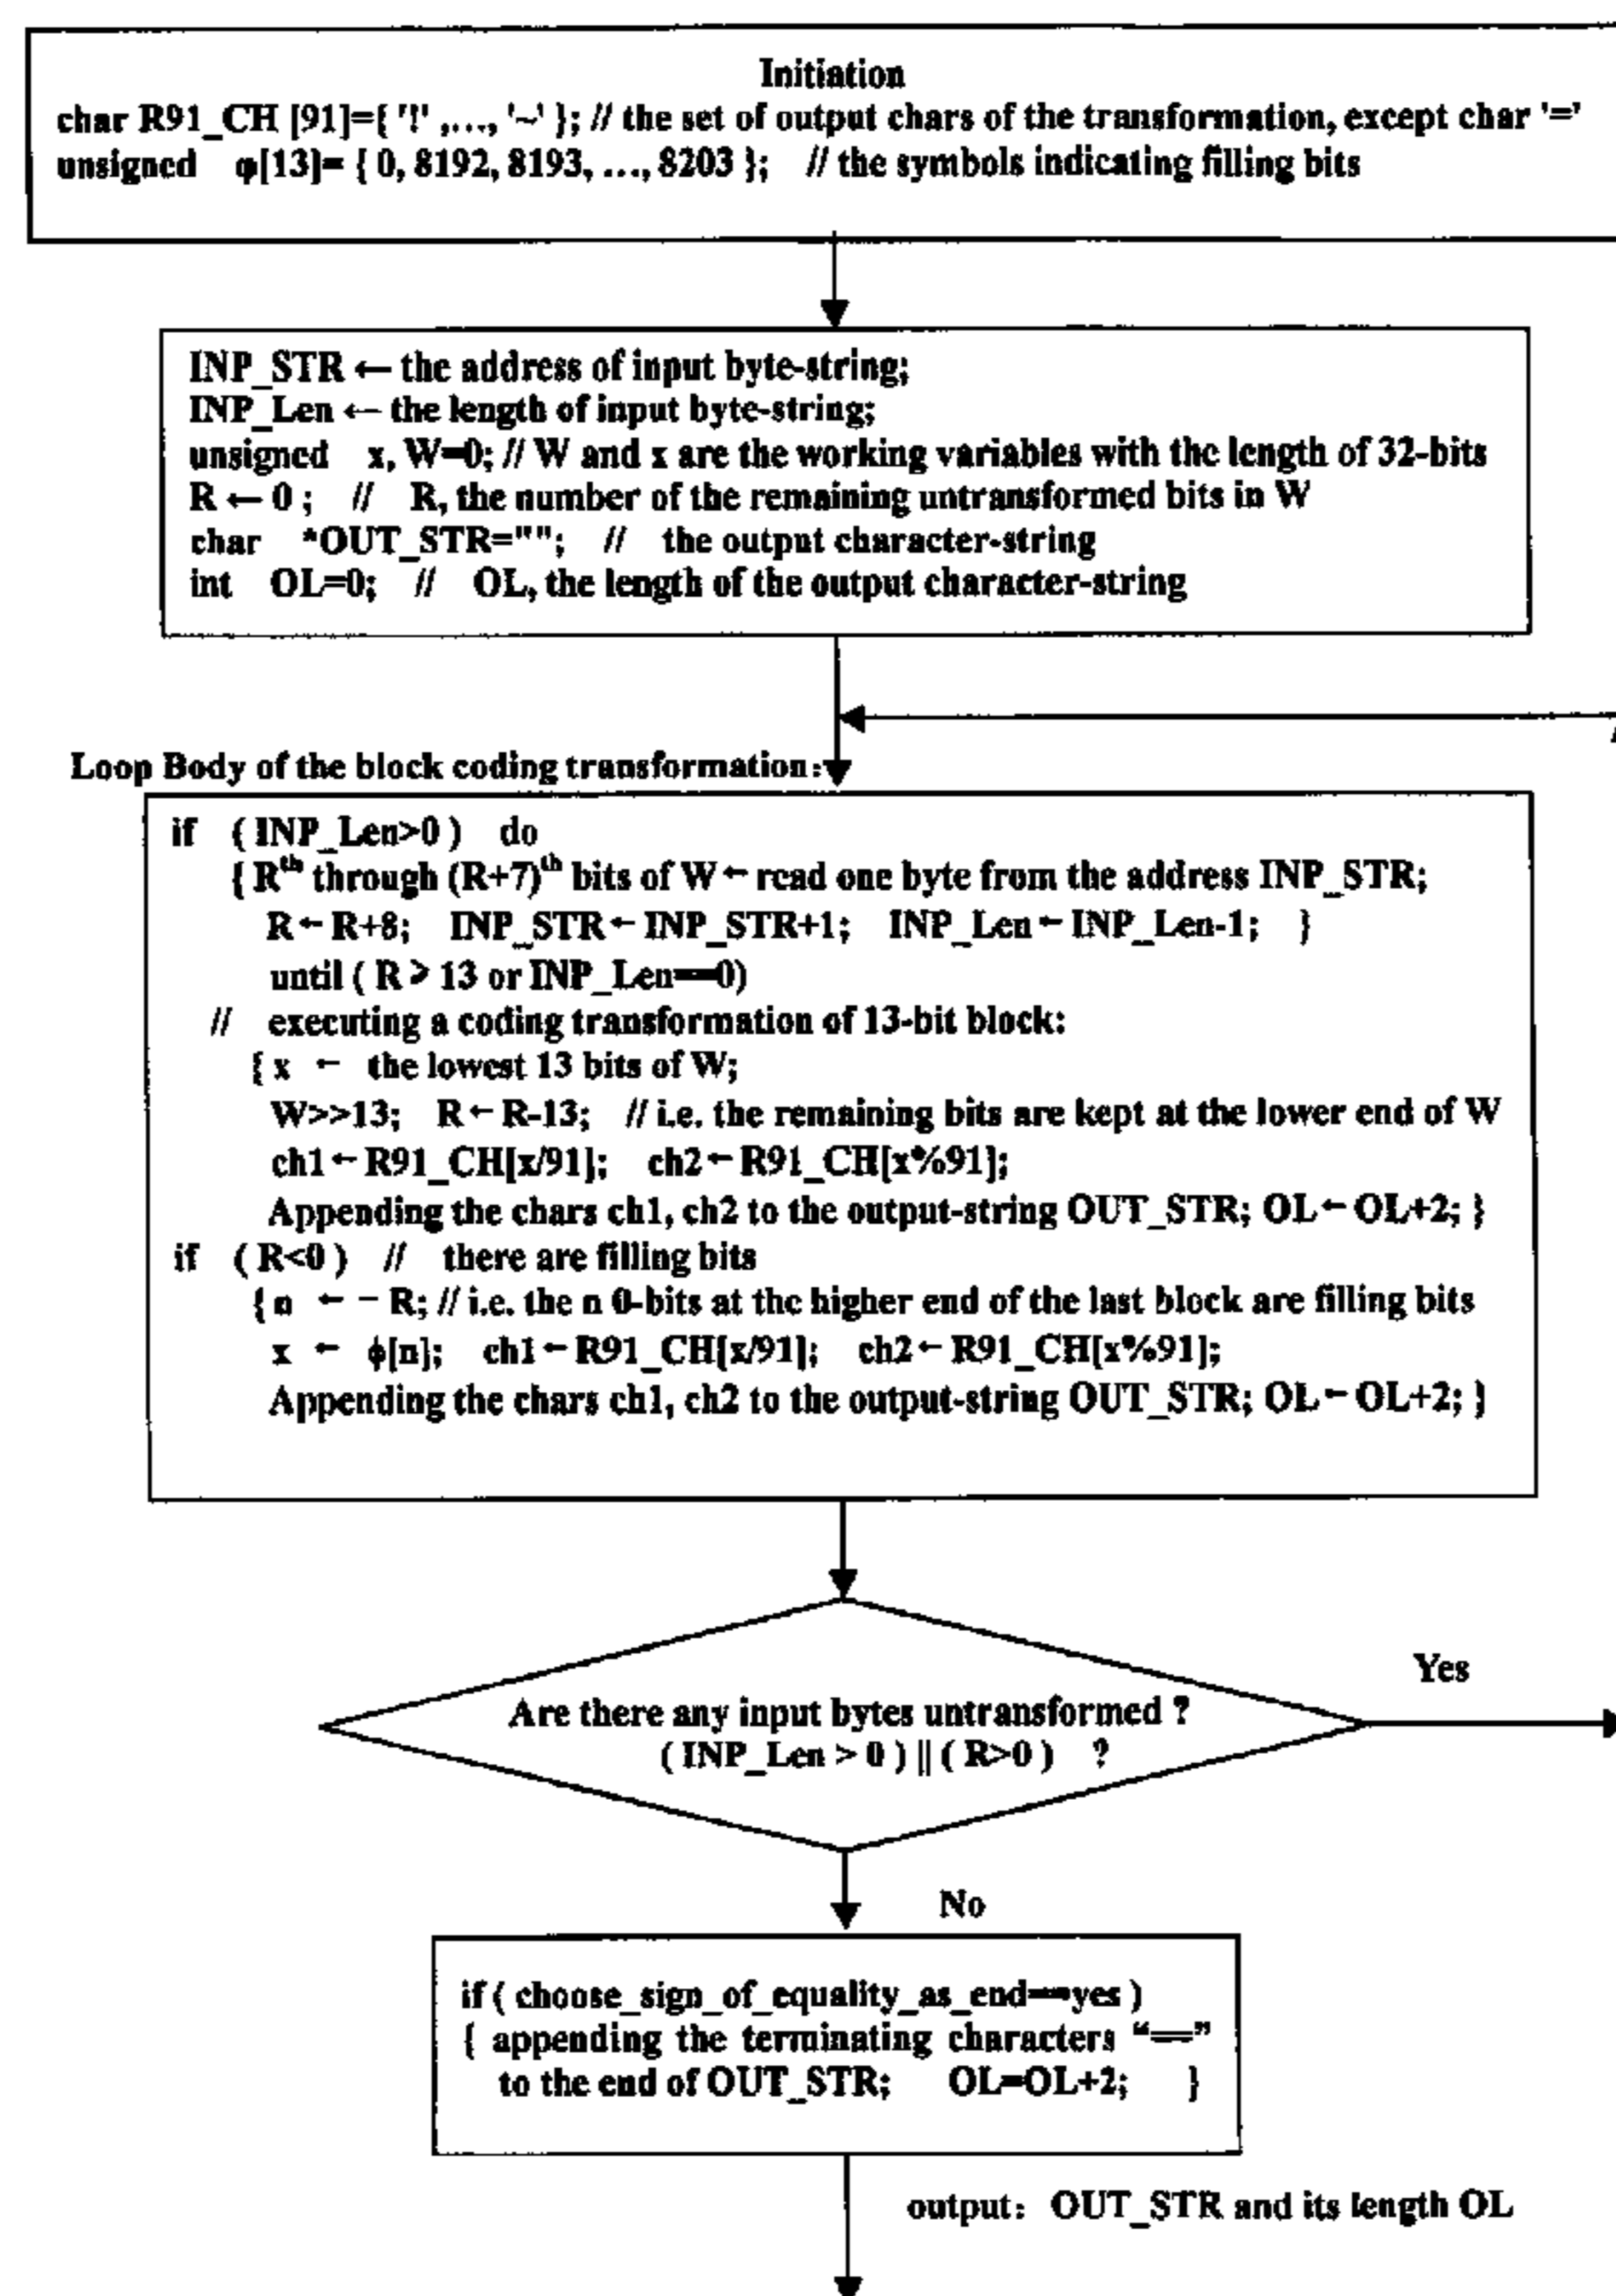 Initiation
char R91_CH [91]={ '!' ,..., '~' }; // the set of output chars of the transformation, except char '='
unsigned φ[13]= { 0, 8192, 8193, ..., 8203 }; // the symbols indicating filling bits
INP_STR ← the address of input byte-string;
INP_Len ← the length of input byte-string;
unsigned x, W=0; // W and x are the working variables with the length of 32-bits
R ← 0 ; // R, the number of the remaining untransformed bits in W
char *OUT_STR=""; // the output character-string
int OL=0; // OL, the length of the output character-string
Loop Body of the block coding transformation:
if ( INP_Len>0 ) do
{ Rth through (R+7)th bits of W ← read one byte from the address INP_STR;
R ← R+8; INP_STR ← INP_STR+1; INP_Len ← INP_Len-1; }
until ( R ⩾ 13 or INP_Len==0)
// executing a coding transformation of 13-bit block:
{ x ← the lowest 13 bits of W;
W>>13; R ← R-13; // i.e. the remaining bits are kept at the lower end of W
ch1 ← R91_CH[x/91]; ch2 ← R91_CH[x%91];
Appending the chars ch1, ch2 to the output-string OUT_STR; OL ← OL+2; }
if ( R<0 ) // there are filling bits
{ n ← − R; // i.e. the n 0-bits at the higher end of the last block are filling bits
x ← ϕ[n]; ch1 ← R91_CH[x/91]; ch2 ← R91_CH[x%91];
Appending the chars ch1, ch2 to the output-string OUT_STR; OL ← OL+2; }
Are there any input bytes untransformed ?
( INP_Len > 0 ) || ( R>0 ) ?
Yes
No
if ( choose_sign_of_equality_as_end==yes )
{ appending the terminating characters “==”
to the end of OUT_STR; OL=OL+2; }
output: OUT_STR and its length OL